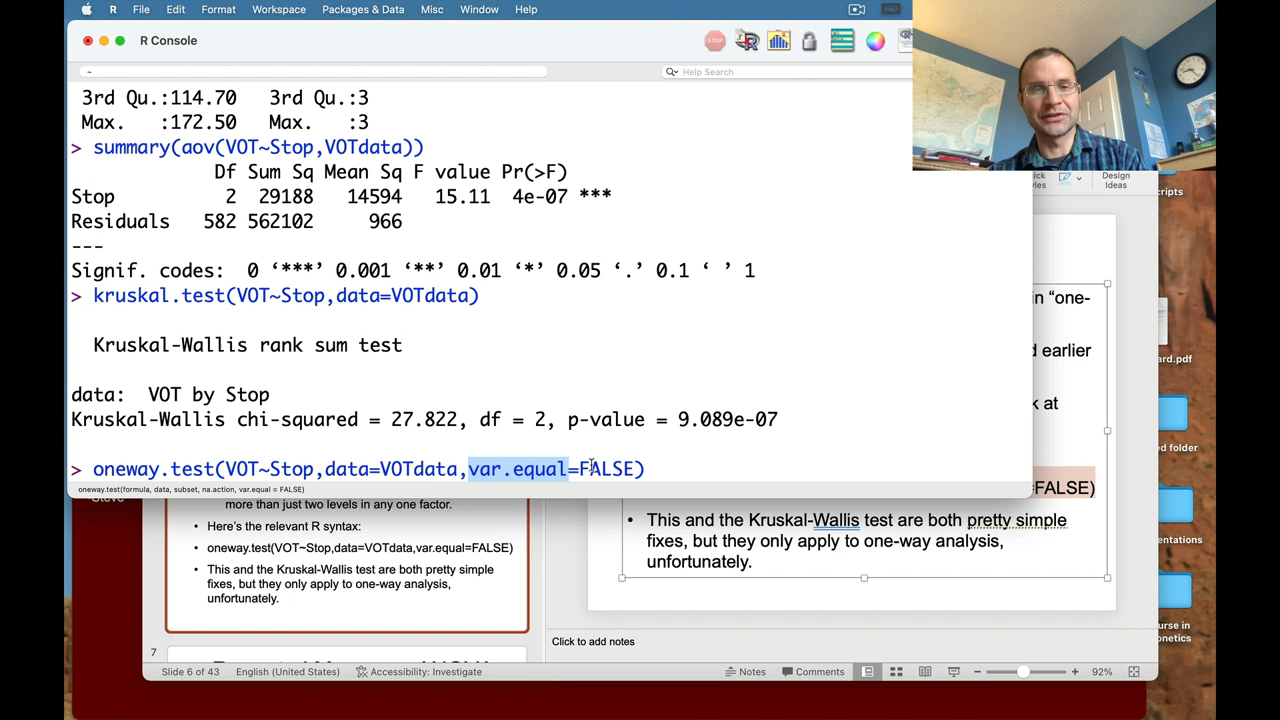 R File Edit Format Workspace Packages & Data Misc Window Help
R Console
STOP
~
Help Search
3rd Qu.:114.70 3rd Qu.:3
Max. :172.50 Max. :3
> summary(aov(VOT~Stop,VOTdata))
Df Sum Sq Mean Sq F value Pr(>F)
Stop 2 29188 14594 15.11 4e-07 ***
Residuals 582 562102 966
---
Signif. codes: 0 ‘***’ 0.001 ‘**’ 0.01 ‘*’ 0.05 ‘.’ 0.1 ‘ ’ 1
> kruskal.test(VOT~Stop,data=VOTdata)
Kruskal-Wallis rank sum test
data: VOT by Stop
Kruskal-Wallis chi-squared = 27.822, df = 2, p-value = 9.089e-07
> oneway.test(VOT~Stop,data=VOTdata,var.equal=FALSE)
oneway.test(formula, data, subset, na.action, var.equal = FALSE)
Design
Ideas
in “one-
earlier
at
=FALSE)
• This and the Kruskal-Wallis test are both pretty simple
fixes, but they only apply to one-way analysis,
unfortunately.
more than just two levels in any one factor.
• Here’s the relevant R syntax:
• oneway.test(VOT~Stop,data=VOTdata,var.equal=FALSE)
• This and the Kruskal-Wallis test are both pretty simple
fixes, but they only apply to one-way analysis,
unfortunately.
7
Click to add notes
Slide 6 of 43 English (United States) Accessibility: Investigate Notes Comments 92%